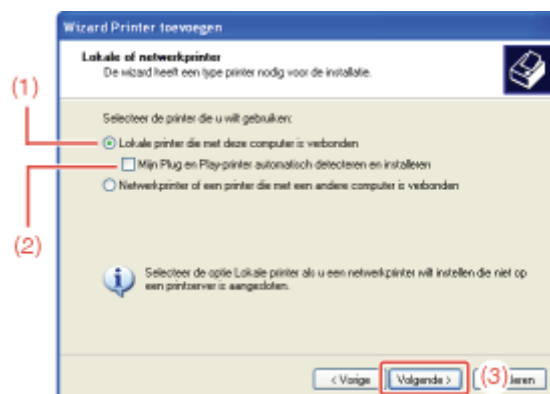 Wizard Printer toevoegen
Lokale of netwerkprinter
De wizard heeft een type printer nodig voor de installatie.
(1)
Selecteer de printer die u wilt gebruiken:
Lokale printer die met deze computer is verbonden
Mijn Plug en Play-printer automatisch detecteren en installeren
(2)
Netwerkprinter of een printer die met een andere computer is verbonden
Selecteer de optie Lokale printer als u een netwerkprinter wilt instellen die niet op
een printserver is aangesloten.
< Vorige
Volgende >
(3)